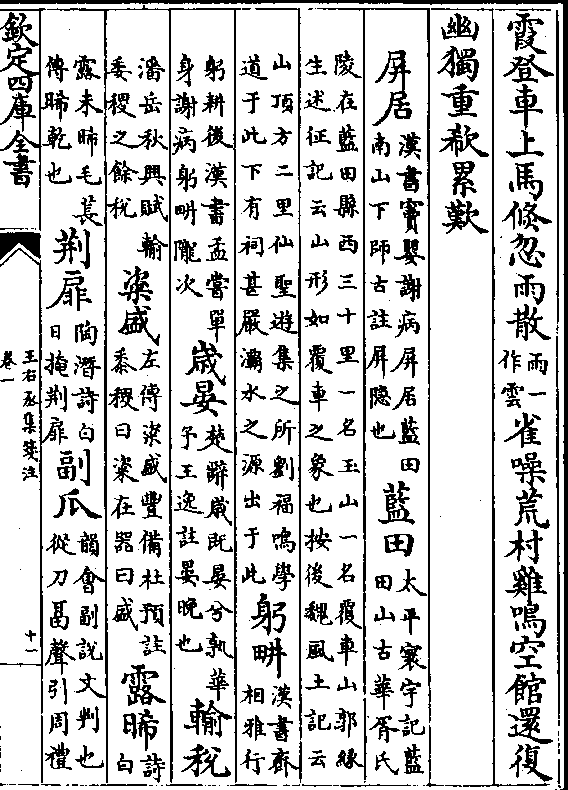 霞登車上馬倐忽雨散雨一作雲雀噪荒村雞鳴空館還復
幽獨重欷累歎
屏居漢書竇嬰謝病屏居藍田南山下師古註屏隠也藍田太平寰宇記藍田山古華胥氏
陵在藍田縣西三十里一名玉山一名覆車山郭緣生述征記云山形如覆車之象也按後魏風土記云
山頂方二里仙聖遊集之所劉福鳴學道于此下有祠甚嚴灞水之源出于此躬畊漢書齊相雅行
躬耕後漢書孟嘗單身謝病躬畊隴次歲晏楚辭歲既晏兮孰華予王逸註晏晚也輸税
潘岳秋興賦輸委稷之餘税粢盛左傳粢盛豐備杜預註黍稷曰粢在器曰盛露晞詩白
露未晞毛萇傳晞乾也荆扉陶潛詩白日掩荆扉副瓜韻會副說文判也從刀畐聲引周禮
欽定四庫全書
王右丞集箋注
卷一
十一